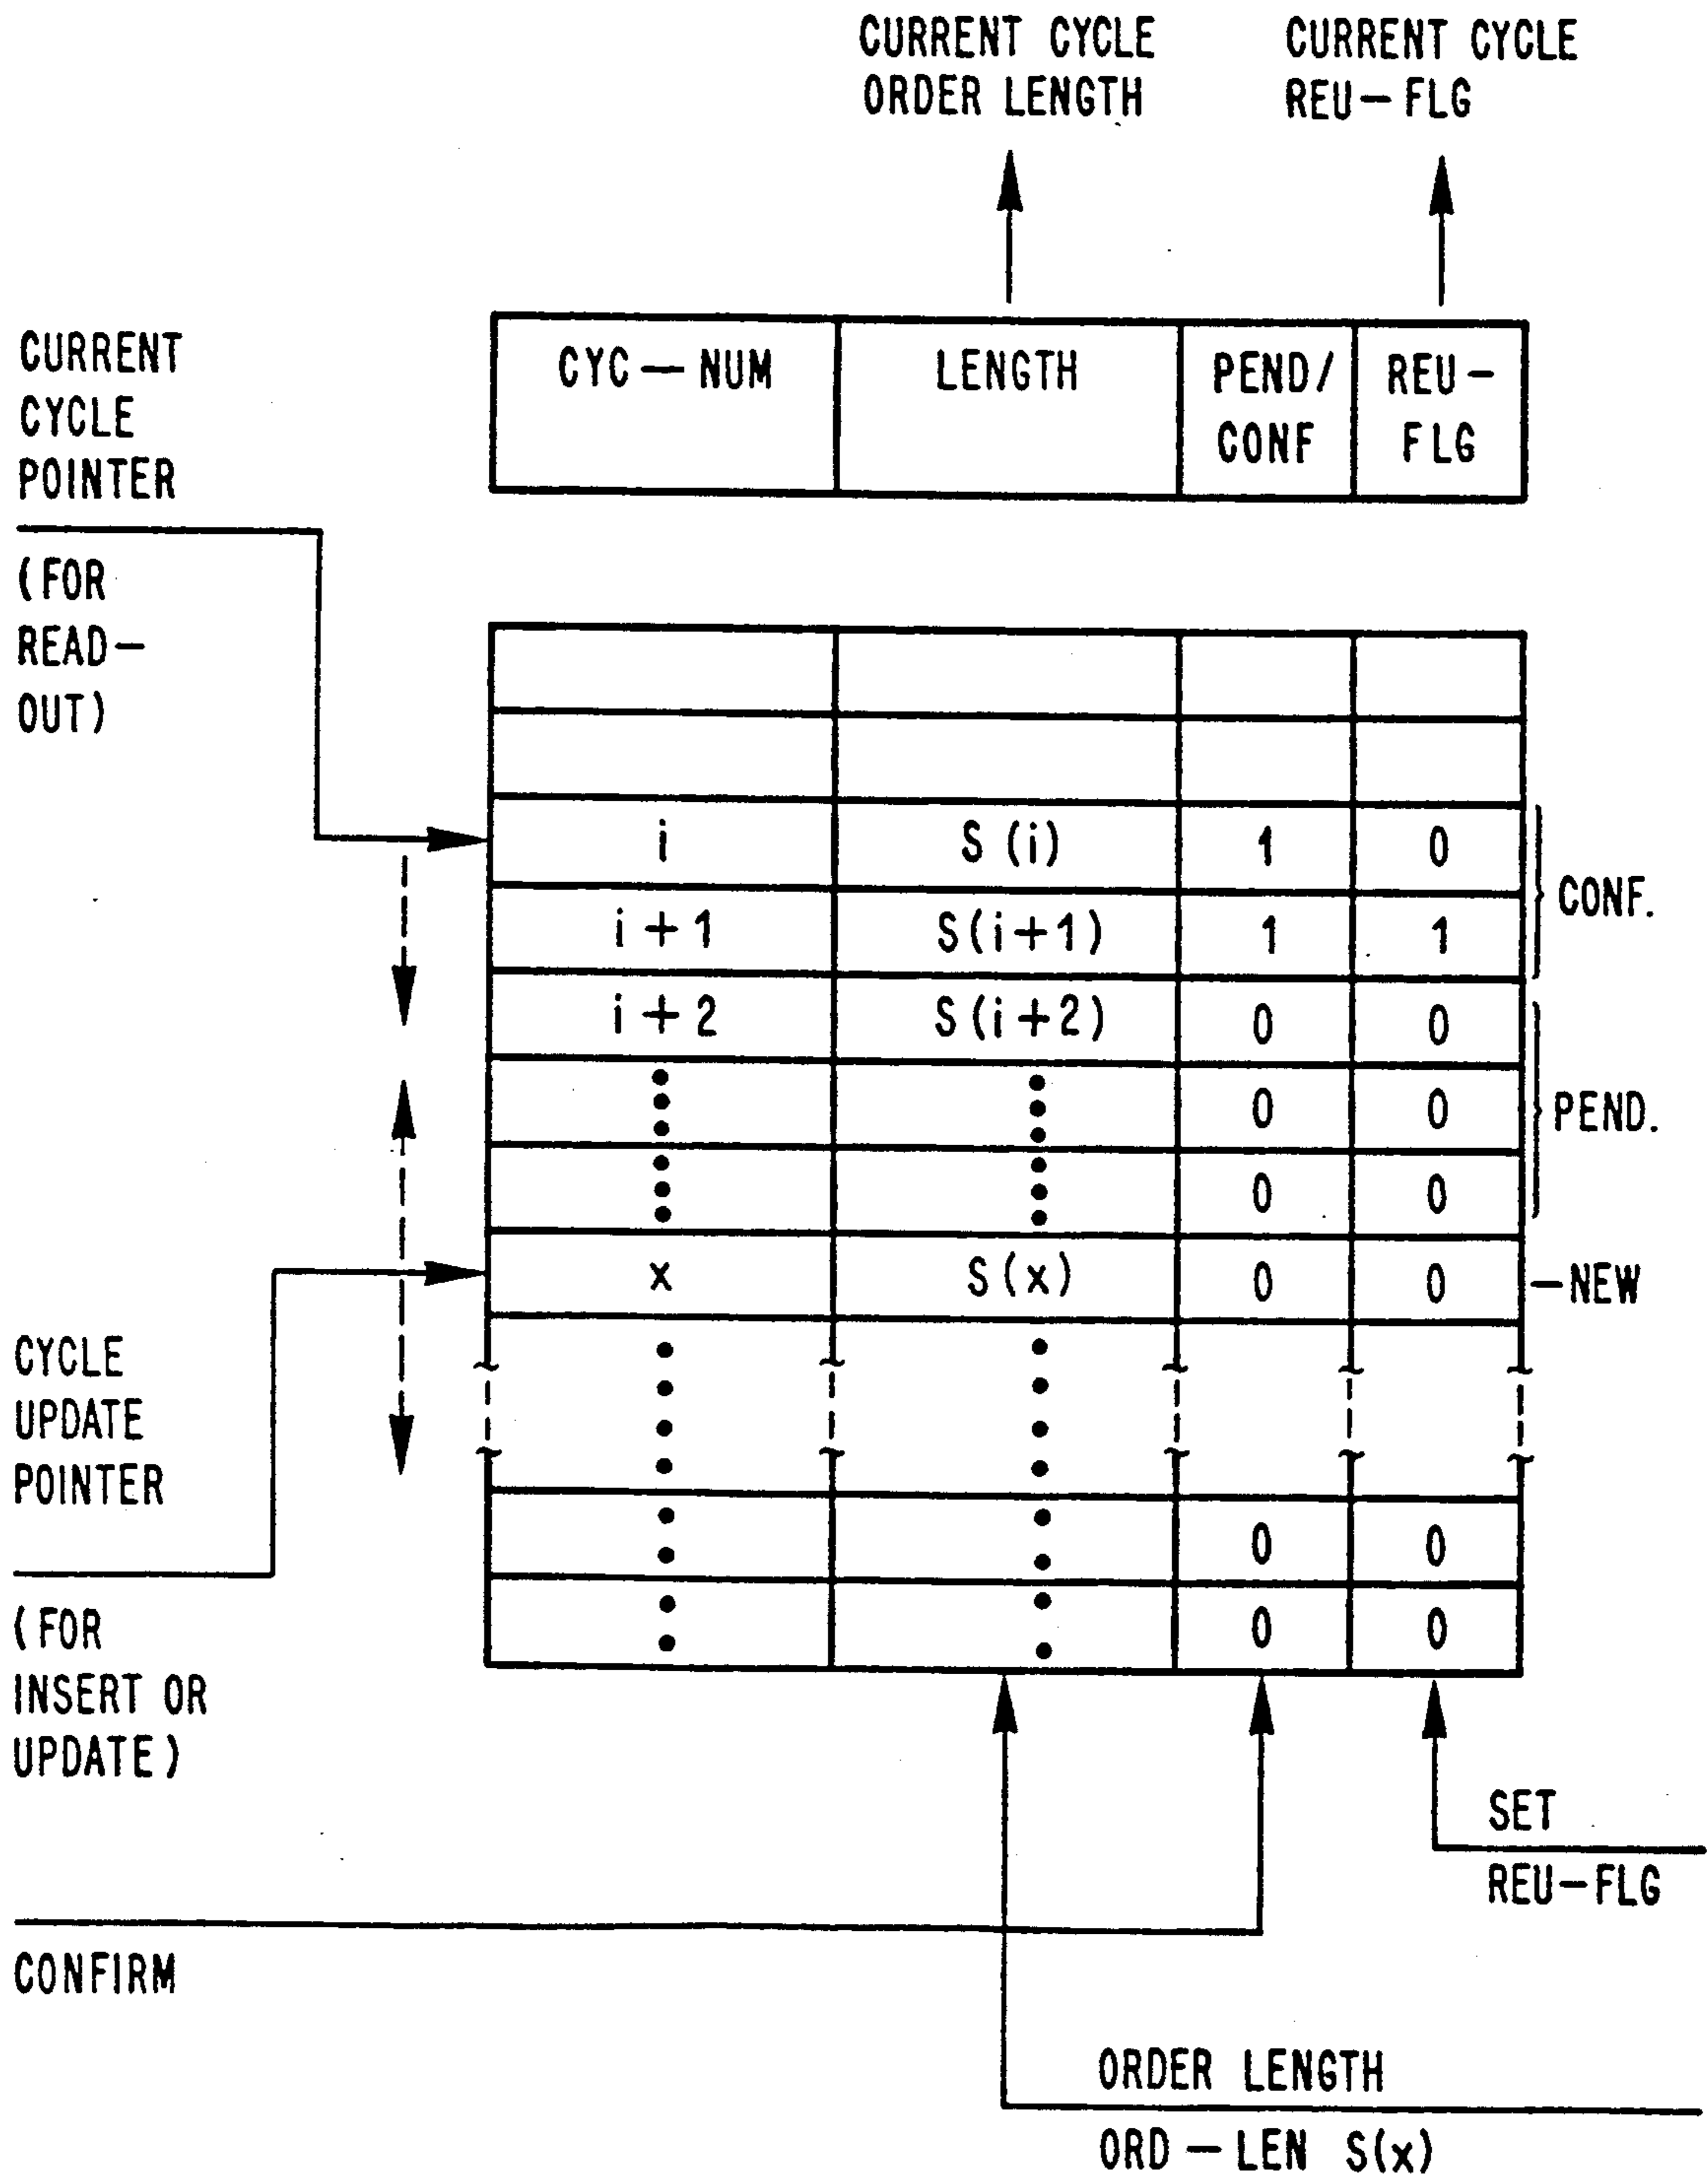 CURRENT CYCLE
ORDER LENGTH
CURRENT CYCLE
REU-FLG
CURRENT
CYCLE
POINTER
(FOR
READ-
OUT)
CYC-NUM
LENGTH
PEND/
CONF
REU-
FLG
i S(i) 1 0
i+1 S(i+1) 1 1
CONF.
i+2 S(i+2) 0 0
0 0
PEND.
0 0
x S(x) 0 0 -NEW
CYCLE
UPDATE
POINTER
(FOR
INSERT OR
UPDATE)
0 0
0 0
SET
REU-FLG
CONFIRM
ORDER LENGTH
ORD-LEN S(x)